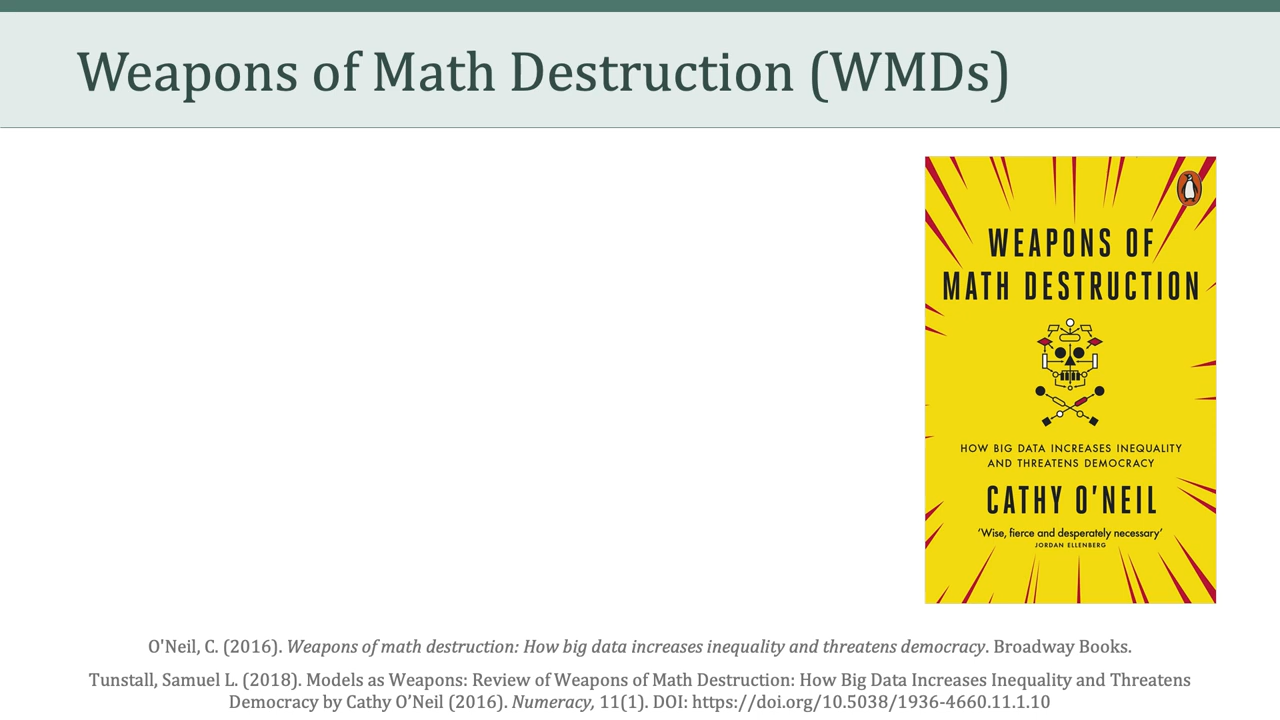 Weapons of Math Destruction (WMDs)
WEAPONS OF
MATH DESTRUCTION
HOW BIG DATA INCREASES INEQUALITY
AND THREATENS DEMOCRACY
CATHY O'NEIL
'Wise, fierce and desperately necessary'
JORDAN ELLENBERG
O'Neil, C. (2016). Weapons of math destruction: How big data increases inequality and threatens democracy. Broadway Books.
Tunstall, Samuel L. (2018). Models as Weapons: Review of Weapons of Math Destruction: How Big Data Increases Inequality and Threatens
Democracy by Cathy O’Neil (2016). Numeracy, 11(1). DOI: https://doi.org/10.5038/1936-4660.11.1.10